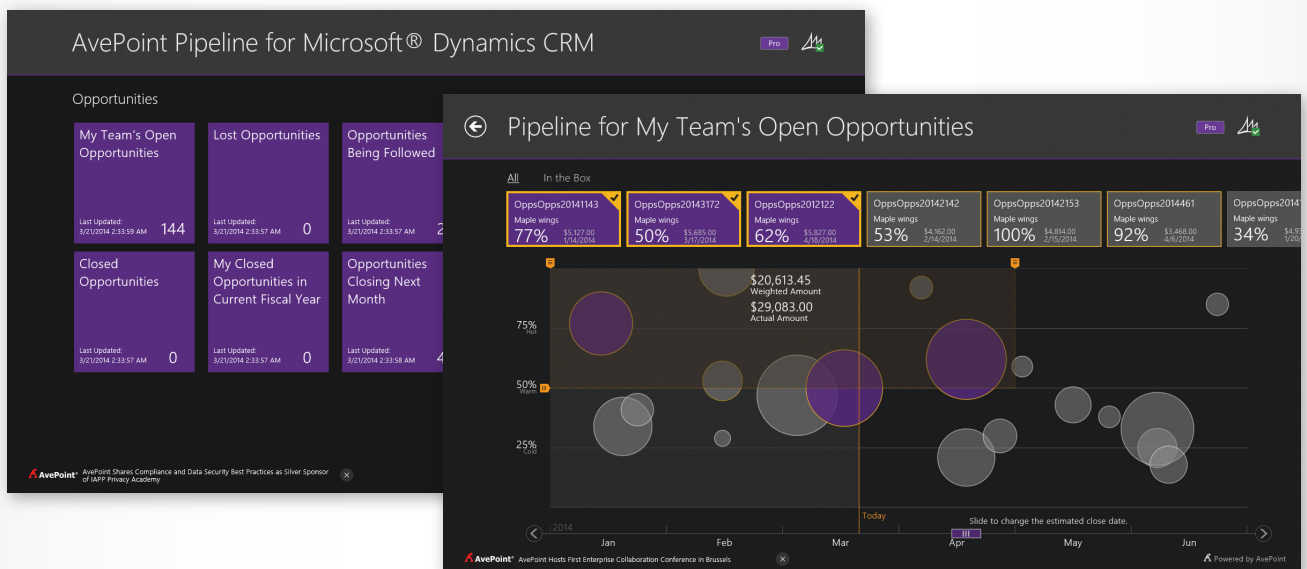 AvePoint Pipeline for Microsoft® Dynamics CRM
Pro
Opportunities
My Team's Open
Opportunities
Last Updated:
3/21/2014 2:33:59 AM 144
Lost Opportunities
Last Updated:
3/21/2014 2:33:57 AM 0
Opportunities
Being Followed
Last Updated:
3/21/2014 2:33:57 AM
Closed
Opportunities
Last Updated:
3/21/2014 2:33:57 AM 0
My Closed
Opportunities in
Current Fiscal Year
Last Updated:
3/21/2014 2:33:57 AM 0
Opportunities
Closing Next
Month
Last Updated:
3/21/2014 2:33:58 AM 4
AvePoint® AvePoint Shares Compliance and Data Security Best Practices as Silver Sponsor
of IAPP Privacy Academy
Pipeline for My Team's Open Opportunities
Pro
All In the Box
OppsOpps20141143
Maple wings
77% $5,127.00
1/14/2014
OppsOpps20143172
Maple wings
50% $5,685.00
3/17/2014
OppsOpps2012122
Maple wings
62% $5,827.00
4/18/2014
OppsOpps20142142
Maple wings
53% $4,162.00
2/14/2014
OppsOpps20142153
Maple wings
100% $4,814.00
2/15/2014
OppsOpps2014461
Maple wings
92% $3,468.00
4/6/2014
Maple wings
34%
1/20/
$20,613.45
Weighted Amount
$29,083.00
Actual Amount
75%
Hot
50%
Warm
25%
Cold
Today
Slide to change the estimated close date.
2014
Jan Feb Mar Apr May Jun
AvePoint® AvePoint Hosts First Enterprise Collaboration Conference in Brussels
Powered by AvePoint